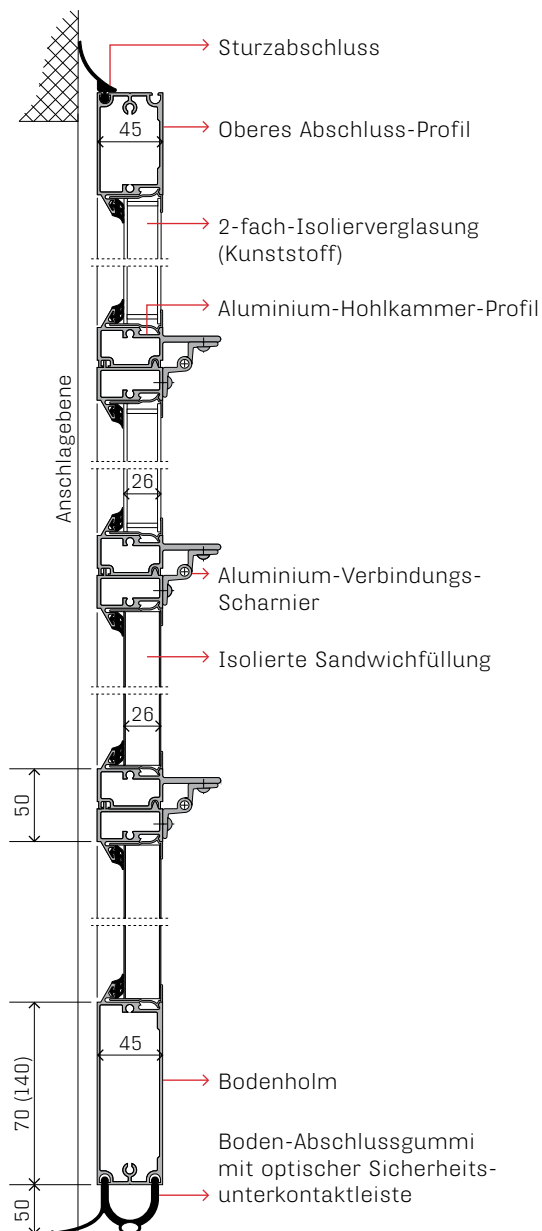 Sturzabschluss
45
Oberes Abschluss-Profil
2-fach-Isolierverglasung
(Kunststoff)
Aluminium-Hohlkammer-Profil
Anschlagebene
26
Aluminium-Verbindungs-
Scharnier
Isolierte Sandwichfüllung
26
50
45
70 (140)
Bodenholm
Boden-Abschlussgummi
mit optischer Sicherheits-
unterkontaktleiste
50